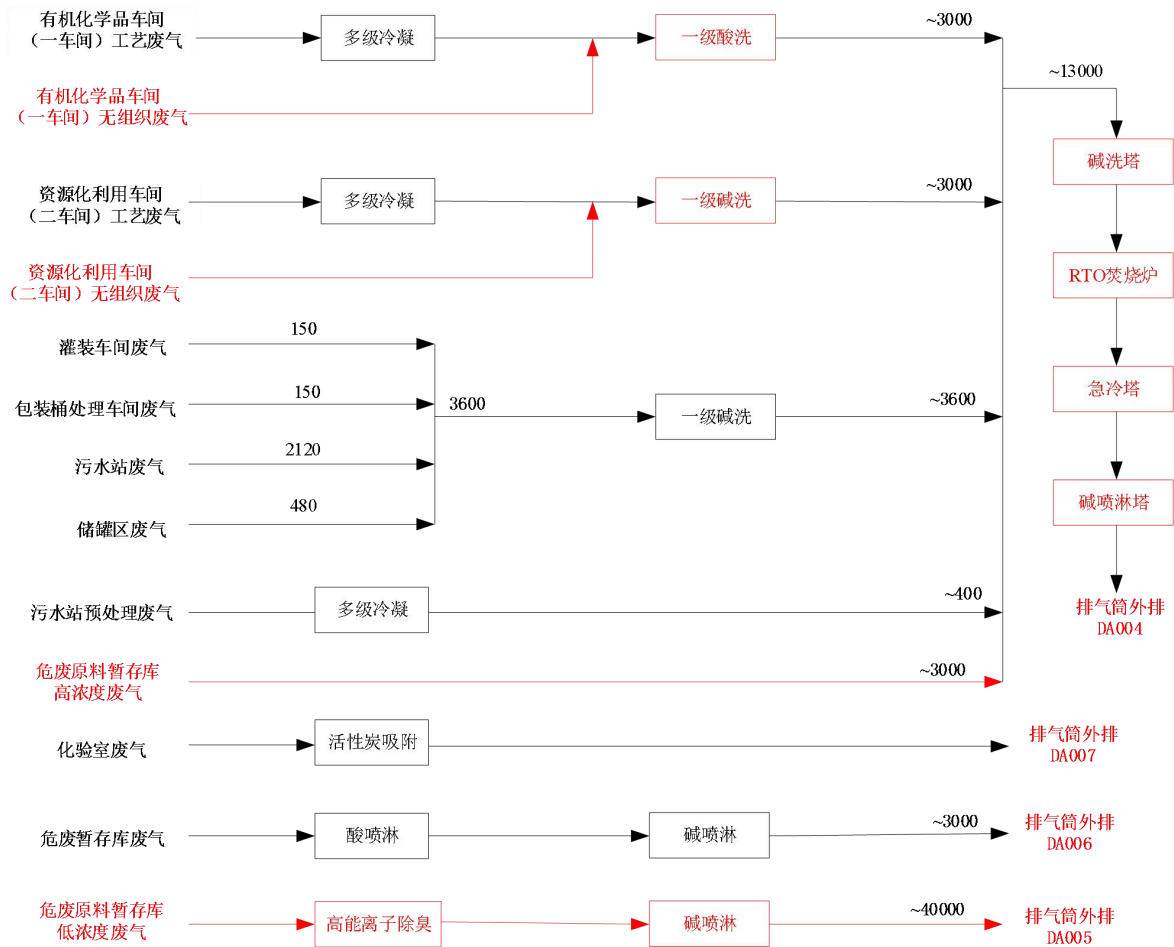 有机化学品车间
（一车间）工艺废气
多级冷凝
一级酸洗
~3000
~13000
有机化学品车间
（一车间）无组织废气
碱洗塔
资源化利用车间
（二车间）工艺废气
多级冷凝
一级碱洗
~3000
RTO焚烧炉
资源化利用车间
（二车间）无组织废气
灌装车间废气
150
急冷塔
包装桶处理车间废气
150
3600
一级碱洗
~3600
污水站废气
2120
碱喷淋塔
储罐区废气
480
污水站预处理废气
多级冷凝
~400
排气筒外排
DA004
危废原料暂存库
高浓度废气
~3000
化验室废气
活性炭吸附
排气筒外排
DA007
危废暂存库废气
酸喷淋
碱喷淋
~3000
排气筒外排
DA006
危废原料暂存库
低浓度废气
高能离子除臭
碱喷淋
~40000
排气筒外排
DA005